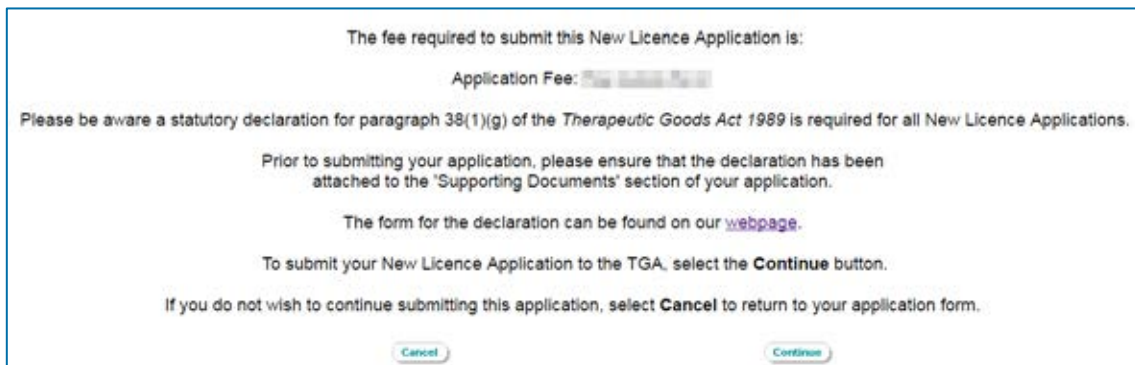 The fee required to submit this New Licence Application is:
Application Fee:
Please be aware a statutory declaration for paragraph 38(1)(g) of the Therapeutic Goods Act 1989 is required for all New Licence Applications.
Prior to submitting your application, please ensure that the declaration has been
attached to the 'Supporting Documents' section of your application.
The form for the declaration can be found on our webpage.
To submit your New Licence Application to the TGA, select the Continue button.
If you do not wish to continue submitting this application, select Cancel to return to your application form.
Cancel Continue